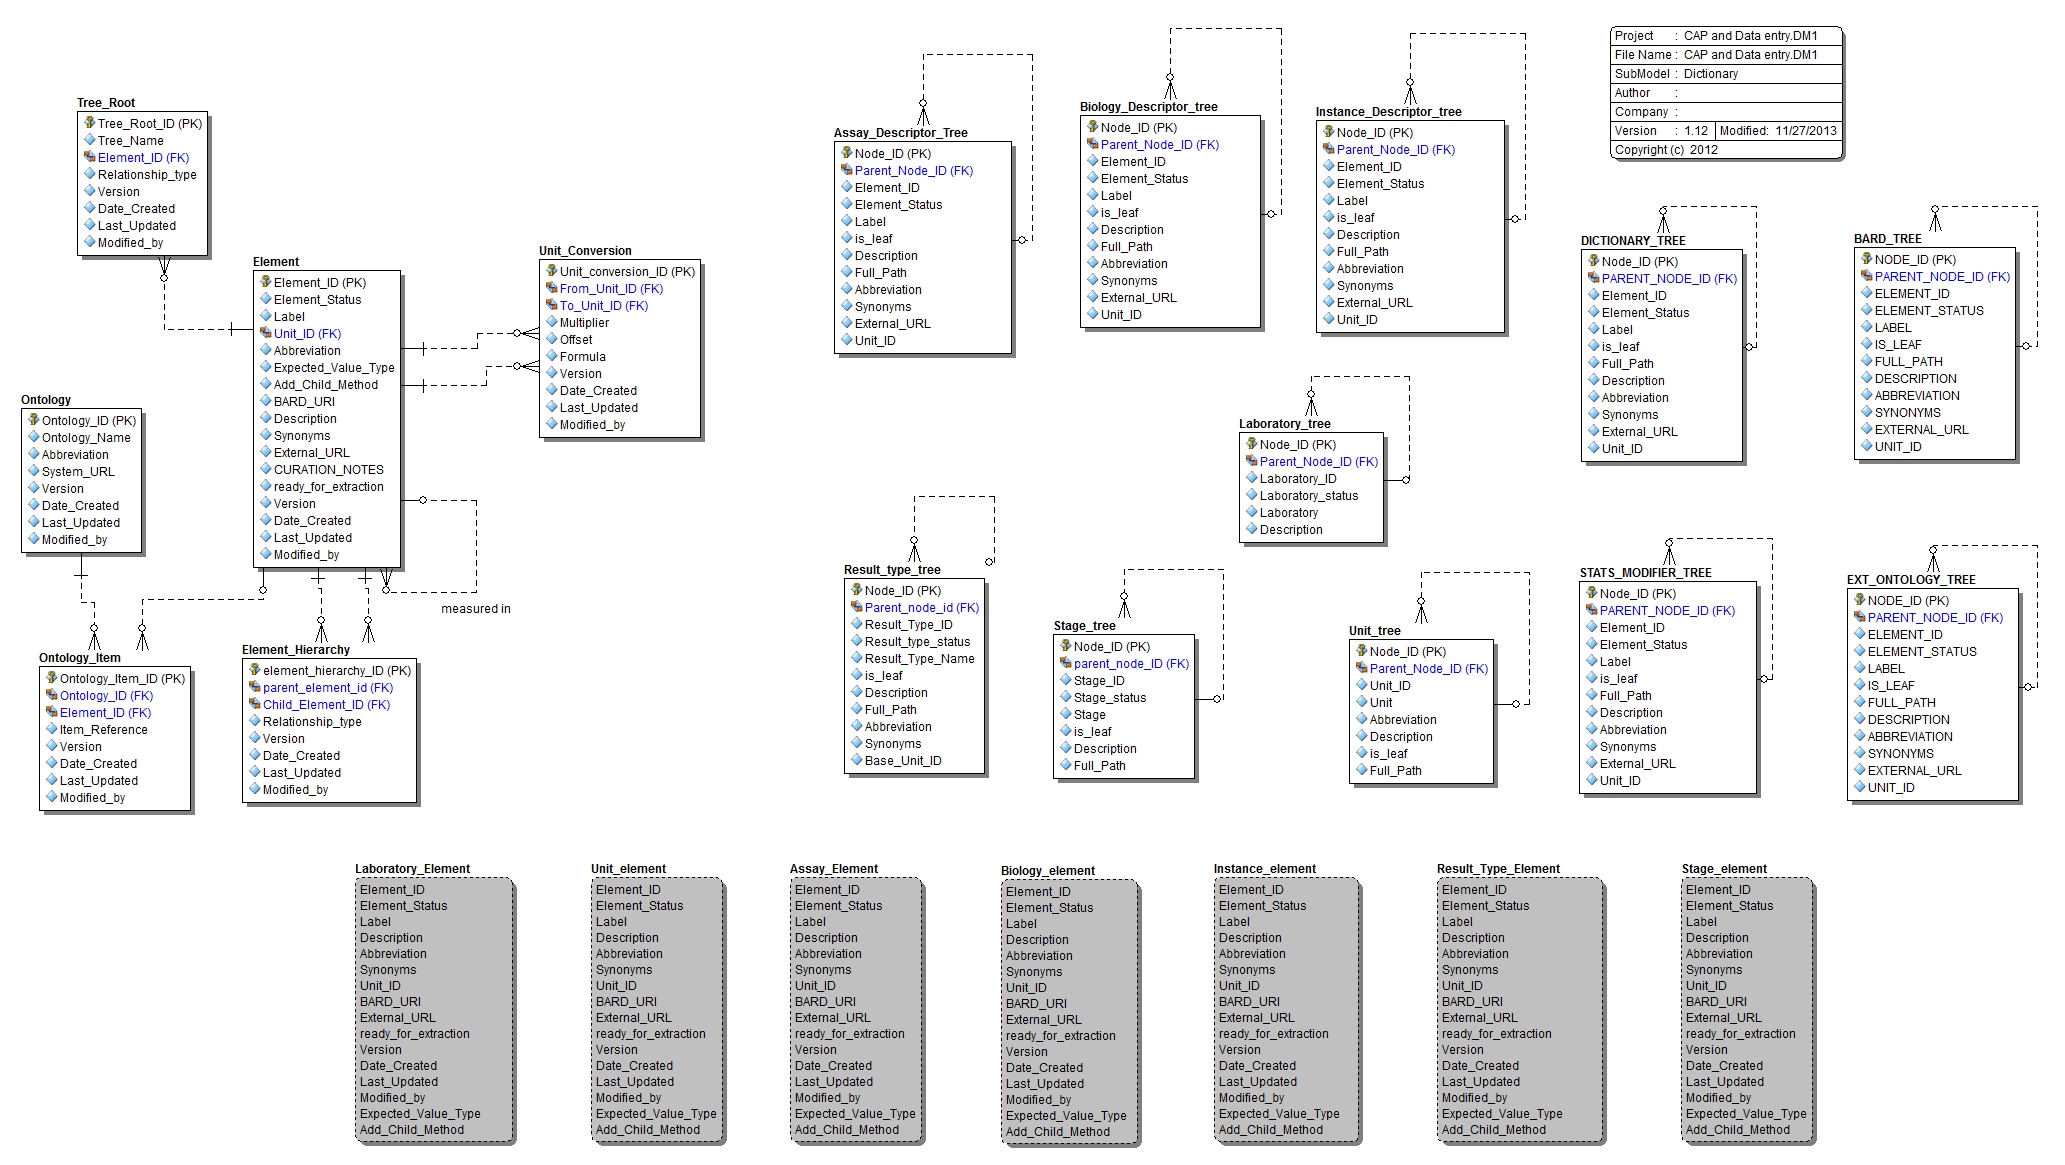 Project : CAP and Data entry.DM1
File Name : CAP and Data entry.DM1
SubModel : Dictionary
Author :
Company :
Version : 1.12 Modified: 11/27/2013
Copyright (c) 2012
Tree_Root
Tree_Root_ID (PK)
Tree_Name
Element_ID (FK)
Relationship_type
Version
Date_Created
Last_Updated
Modified_by
Element
Element_ID (PK)
Element_Status
Label
Unit_ID (FK)
Abbreviation
Expected_Value_Type
Add_Child_Method
BARD_URI
Description
Synonyms
External_URL
CURATION_NOTES
ready_for_extraction
Version
Date_Created
Last_Updated
Modified_by
measured in
Unit_Conversion
Unit_conversion_ID (PK)
From_Unit_ID (FK)
To_Unit_ID (FK)
Multiplier
Offset
Formula
Version
Date_Created
Last_Updated
Modified_by
Ontology
Ontology_ID (PK)
Ontology_Name
Abbreviation
System_URL
Version
Date_Created
Last_Updated
Modified_by
Ontology_Item
Ontology_Item_ID (PK)
Ontology_ID (FK)
Element_ID (FK)
Item_Reference
Version
Date_Created
Last_Updated
Modified_by
Element_Hierarchy
element_hierarchy_ID (PK)
parent_element_id (FK)
Child_Element_ID (FK)
Relationship_type
Version
Date_Created
Last_Updated
Modified_by
Assay_Descriptor_Tree
Node_ID (PK)
Parent_Node_ID (FK)
Element_ID
Element_Status
Label
is_leaf
Description
Full_Path
Abbreviation
Synonyms
External_URL
Unit_ID
Biology_Descriptor_tree
Node_ID (PK)
Parent_Node_ID (FK)
Element_ID
Element_Status
Label
is_leaf
Description
Full_Path
Abbreviation
Synonyms
External_URL
Unit_ID
Instance_Descriptor_tree
Node_ID (PK)
Parent_Node_ID (FK)
Element_ID
Element_Status
Label
is_leaf
Description
Full_Path
Abbreviation
Synonyms
External_URL
Unit_ID
DICTIONARY_TREE
Node_ID (PK)
PARENT_NODE_ID (FK)
Element_ID
Element_Status
Label
is_leaf
Full_Path
Description
Abbreviation
Synonyms
External_URL
Unit_ID
BARD_TREE
NODE_ID (PK)
PARENT_NODE_ID (FK)
ELEMENT_ID
ELEMENT_STATUS
LABEL
IS_LEAF
FULL_PATH
DESCRIPTION
ABBREVIATION
SYNONYMS
EXTERNAL_URL
UNIT_ID
Laboratory_tree
Node_ID (PK)
Parent_Node_ID (FK)
Laboratory_ID
Laboratory_status
Laboratory
Description
Result_type_tree
Node_ID (PK)
Parent_node_id (FK)
Result_Type_ID
Result_type_status
Result_Type_Name
is_leaf
Description
Full_Path
Abbreviation
Synonyms
Base_Unit_ID
Stage_tree
Node_ID (PK)
parent_node_ID (FK)
Stage_ID
Stage_status
Stage
is_leaf
Description
Full_Path
Unit_tree
Node_ID (PK)
Parent_Node_ID (FK)
Unit_ID
Unit
Abbreviation
Description
is_leaf
Full_Path
STATS_MODIFIER_TREE
Node_ID (PK)
PARENT_NODE_ID (FK)
Element_ID
Element_Status
Label
is_leaf
Full_Path
Description
Abbreviation
Synonyms
External_URL
Unit_ID
EXT_ONTOLOGY_TREE
NODE_ID (PK)
PARENT_NODE_ID (FK)
ELEMENT_ID
ELEMENT_STATUS
LABEL
IS_LEAF
FULL_PATH
DESCRIPTION
ABBREVIATION
SYNONYMS
EXTERNAL_URL
UNIT_ID
Laboratory_Element
Element_ID
Element_Status
Label
Description
Abbreviation
Synonyms
Unit_ID
BARD_URI
External_URL
ready_for_extraction
Version
Date_Created
Last_Updated
Modified_by
Expected_Value_Type
Add_Child_Method
Unit_element
Element_ID
Element_Status
Label
Description
Abbreviation
Synonyms
Unit_ID
BARD_URI
External_URL
ready_for_extraction
Version
Date_Created
Last_Updated
Modified_by
Expected_Value_Type
Add_Child_Method
Assay_Element
Element_ID
Element_Status
Label
Description
Abbreviation
Synonyms
Unit_ID
BARD_URI
External_URL
ready_for_extraction
Version
Date_Created
Last_Updated
Modified_by
Expected_Value_Type
Add_Child_Method
Biology_element
Element_ID
Element_Status
Label
Description
Abbreviation
Synonyms
Unit_ID
BARD_URI
External_URL
ready_for_extraction
Version
Date_Created
Last_Updated
Modified_by
Expected_Value_Type
Add_Child_Method
Instance_element
Element_ID
Element_Status
Label
Description
Abbreviation
Synonyms
Unit_ID
BARD_URI
External_URL
ready_for_extraction
Version
Date_Created
Last_Updated
Modified_by
Expected_Value_Type
Add_Child_Method
Result_Type_Element
Element_ID
Element_Status
Label
Description
Abbreviation
Synonyms
Unit_ID
BARD_URI
External_URL
ready_for_extraction
Version
Date_Created
Last_Updated
Modified_by
Expected_Value_Type
Add_Child_Method
Stage_element
Element_ID
Element_Status
Label
Description
Abbreviation
Synonyms
Unit_ID
BARD_URI
External_URL
ready_for_extraction
Version
Date_Created
Last_Updated
Modified_by
Expected_Value_Type
Add_Child_Method